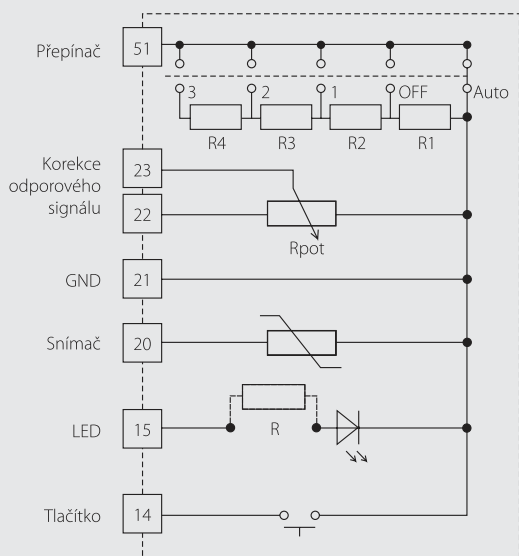 Přepínač 51
3 2 1 OFF Auto
R4 R3 R2 R1
Korekce
odporového
signálu
23
22
Rpot
GND 21
Snímač 20
LED 15 R
Tlačítko 14